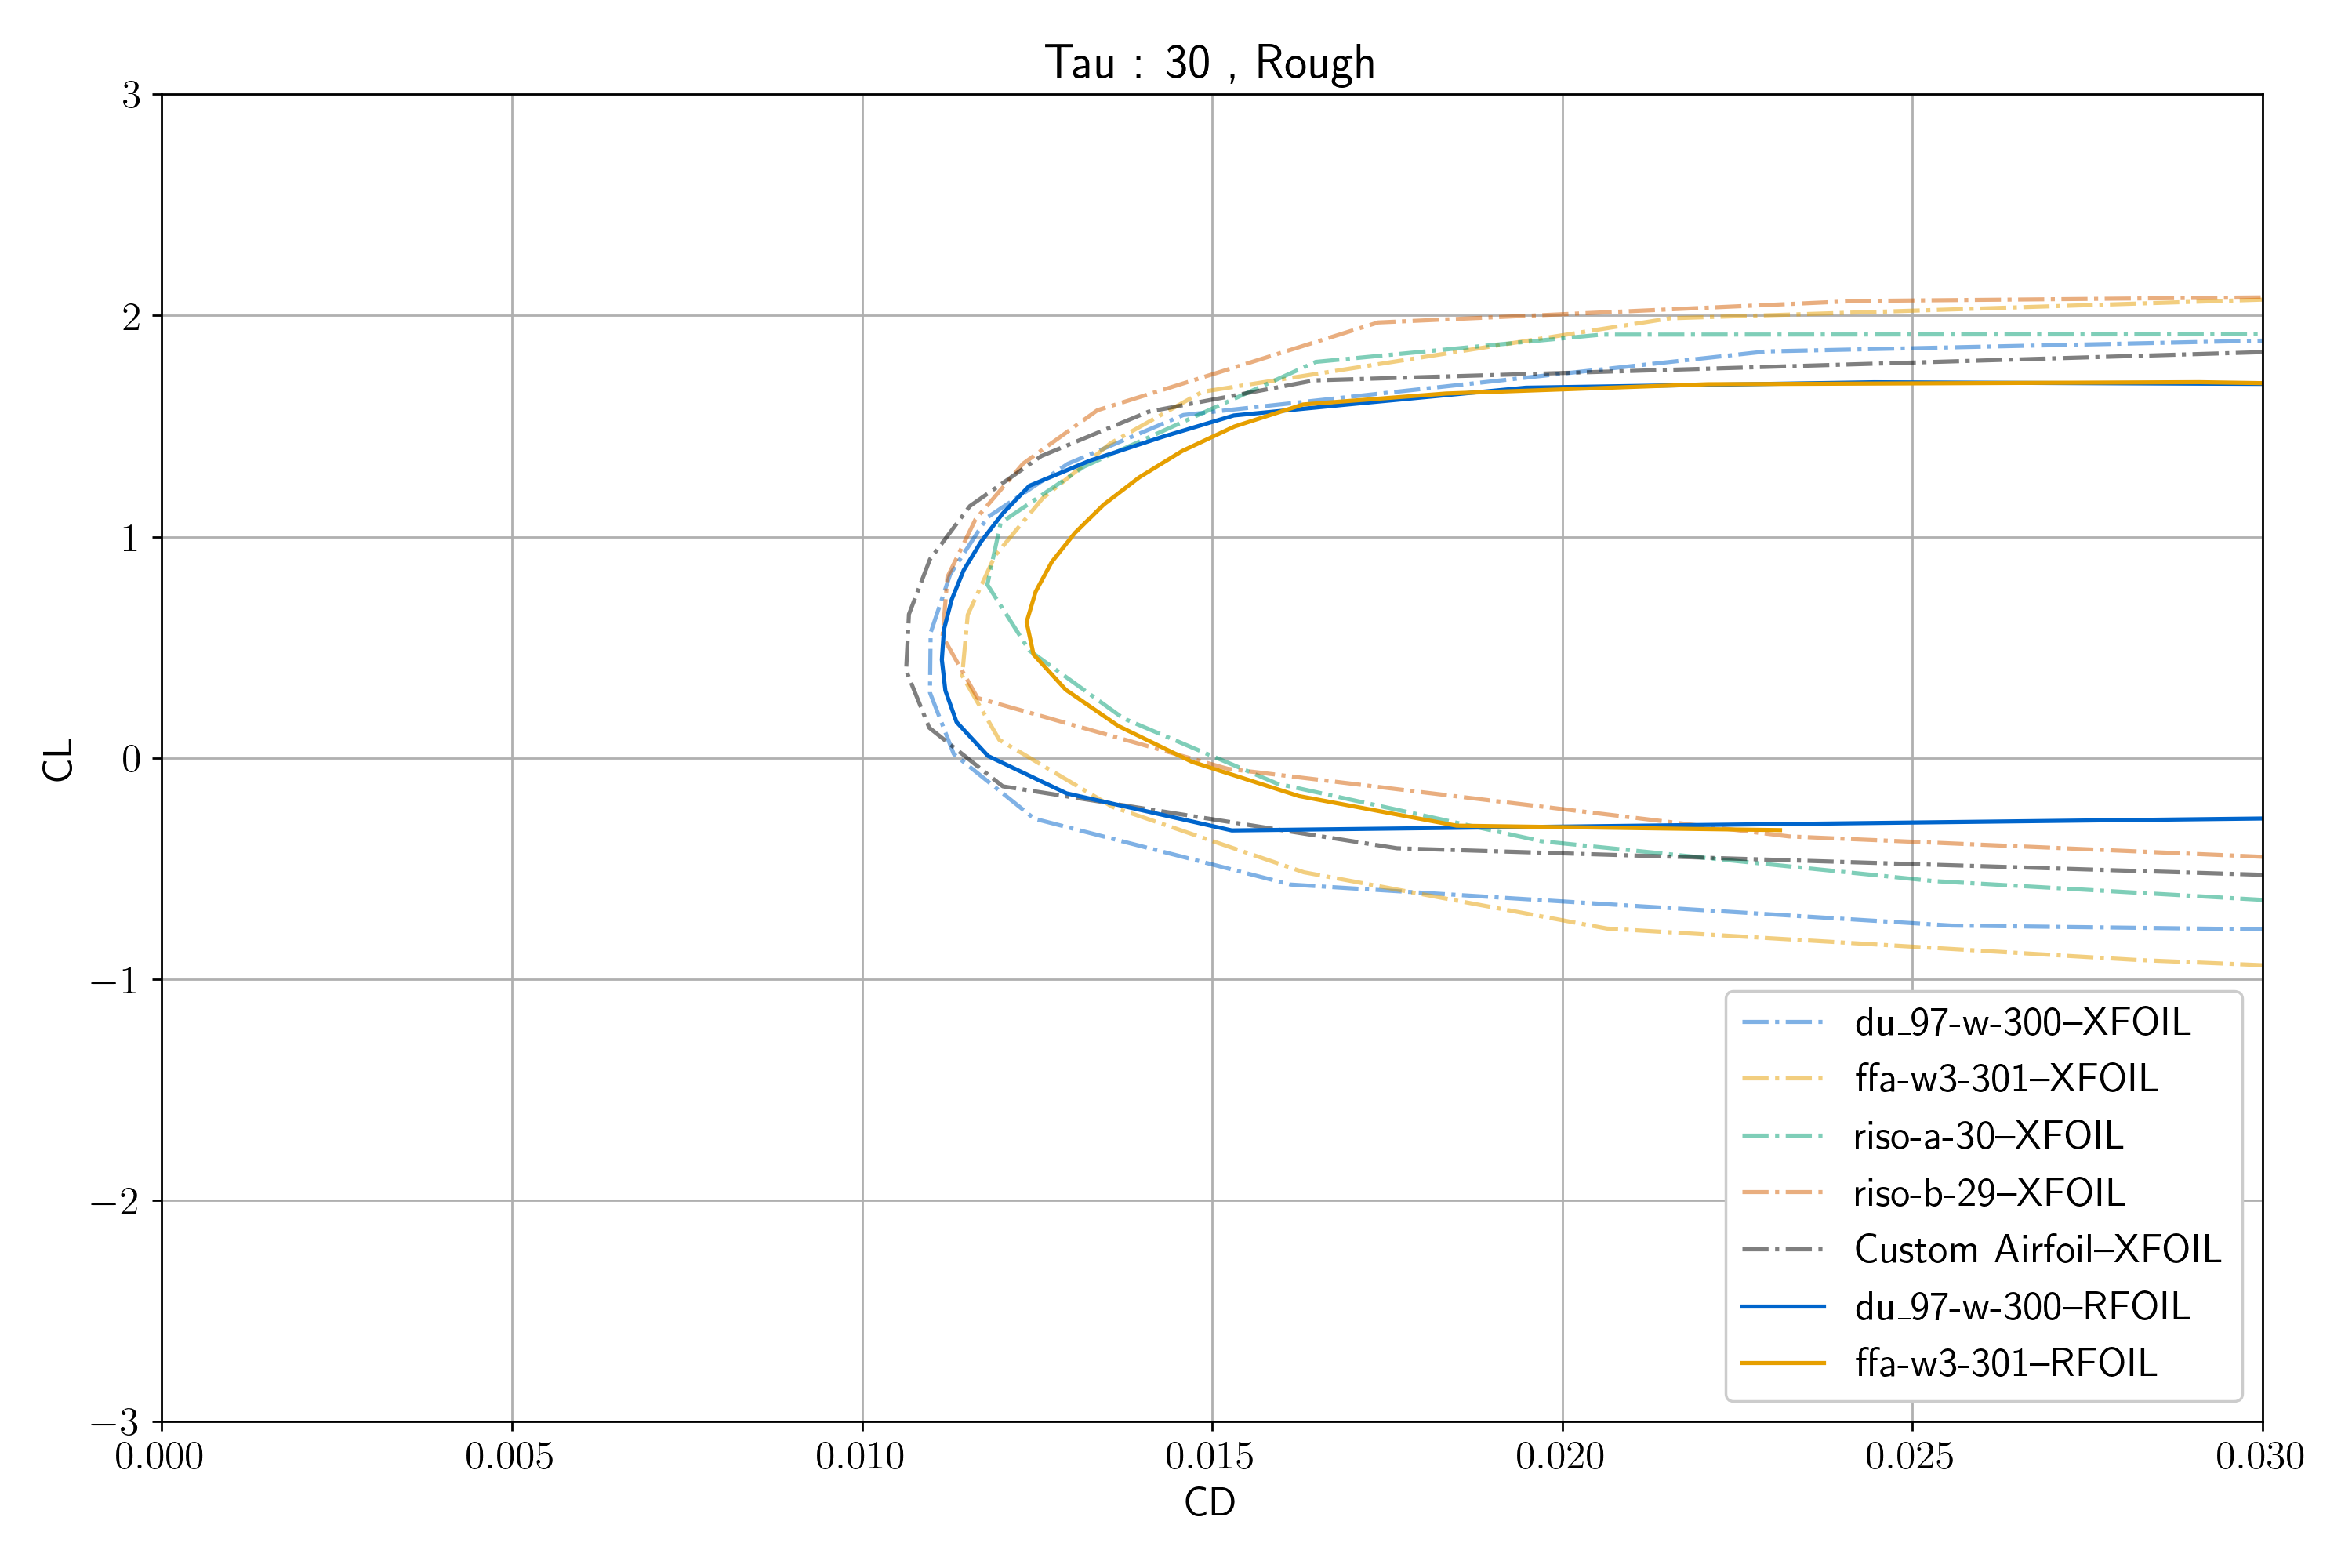 Tau : 30 , Rough
3
2
1
0
−1
−2
−3
CL
0.000 0.005 0.010 0.015 0.020 0.025 0.030
CD
du_97-w-300–XFOIL
ffa-w3-301–XFOIL
riso-a-30–XFOIL
riso-b-29–XFOIL
Custom Airfoil–XFOIL
du_97-w-300–RFOIL
ffa-w3-301–RFOIL